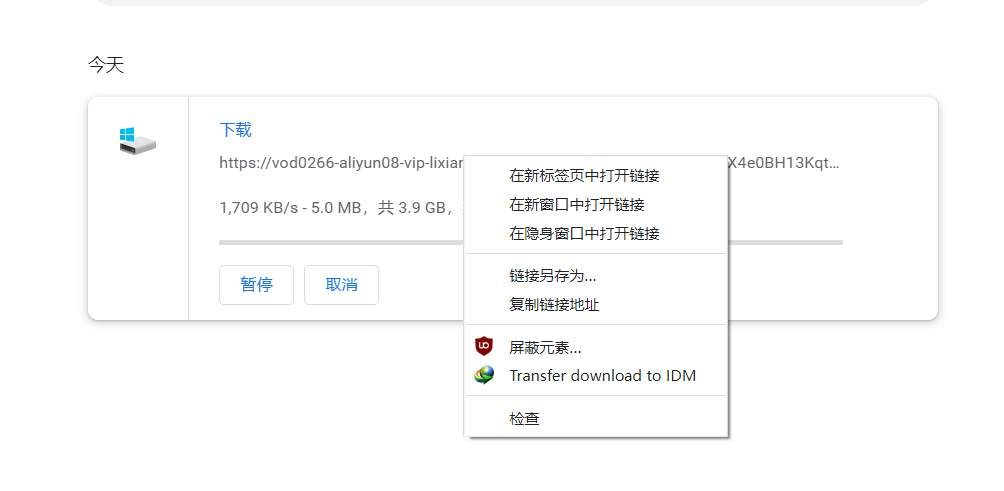 今天
下载
https://vod0266-aliyun08-vip-lixian
X4e0BH13Kqt...
1,709 KB/s - 5.0 MB，共 3.9 GB，
暂停
取消
在新标签页中打开链接
在新窗口中打开链接
在隐身窗口中打开链接
链接另存为...
复制链接地址
屏蔽元素...
Transfer download to IDM
检查